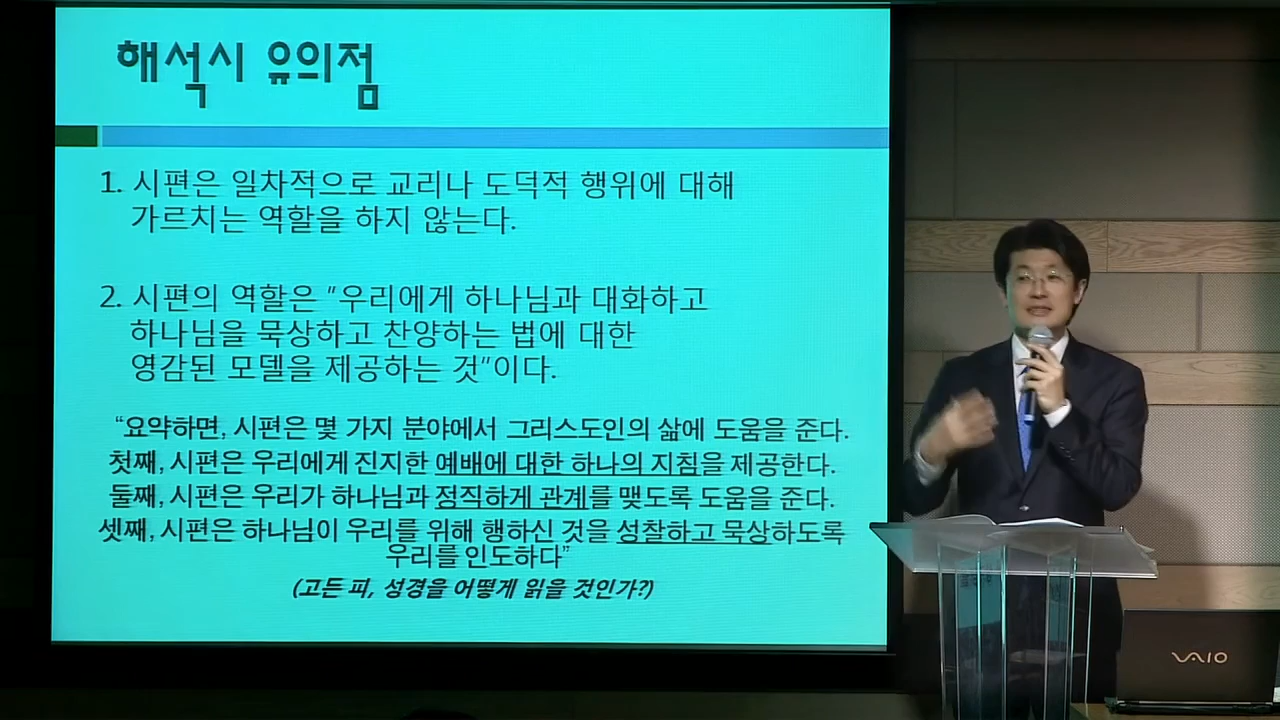 해석시 유의점
1. 시편은 일차적으로 교리나 도덕적 행위에 대해
가르치는 역할을 하지 않는다.
2. 시편의 역할은 "우리에게 하나님과 대화하고
하나님을 묵상하고 찬양하는 법에 대한
영감된 모델을 제공하는 것"이다.
“요약하면, 시편은 몇 가지 분야에서 그리스도인의 삶에 도움을 준다.
첫째, 시편은 우리에게 진지한 예배에 대한 하나의 지침을 제공한다.
둘째, 시편은 우리가 하나님과 정직하게 관계를 맺도록 도움을 준다.
셋째, 시편은 하나님이 우리를 위해 행하신 것을 성찰하고 묵상하도록
우리를 인도하다”
(고든 피, 성경을 어떻게 읽을 것인가?)
VAIO